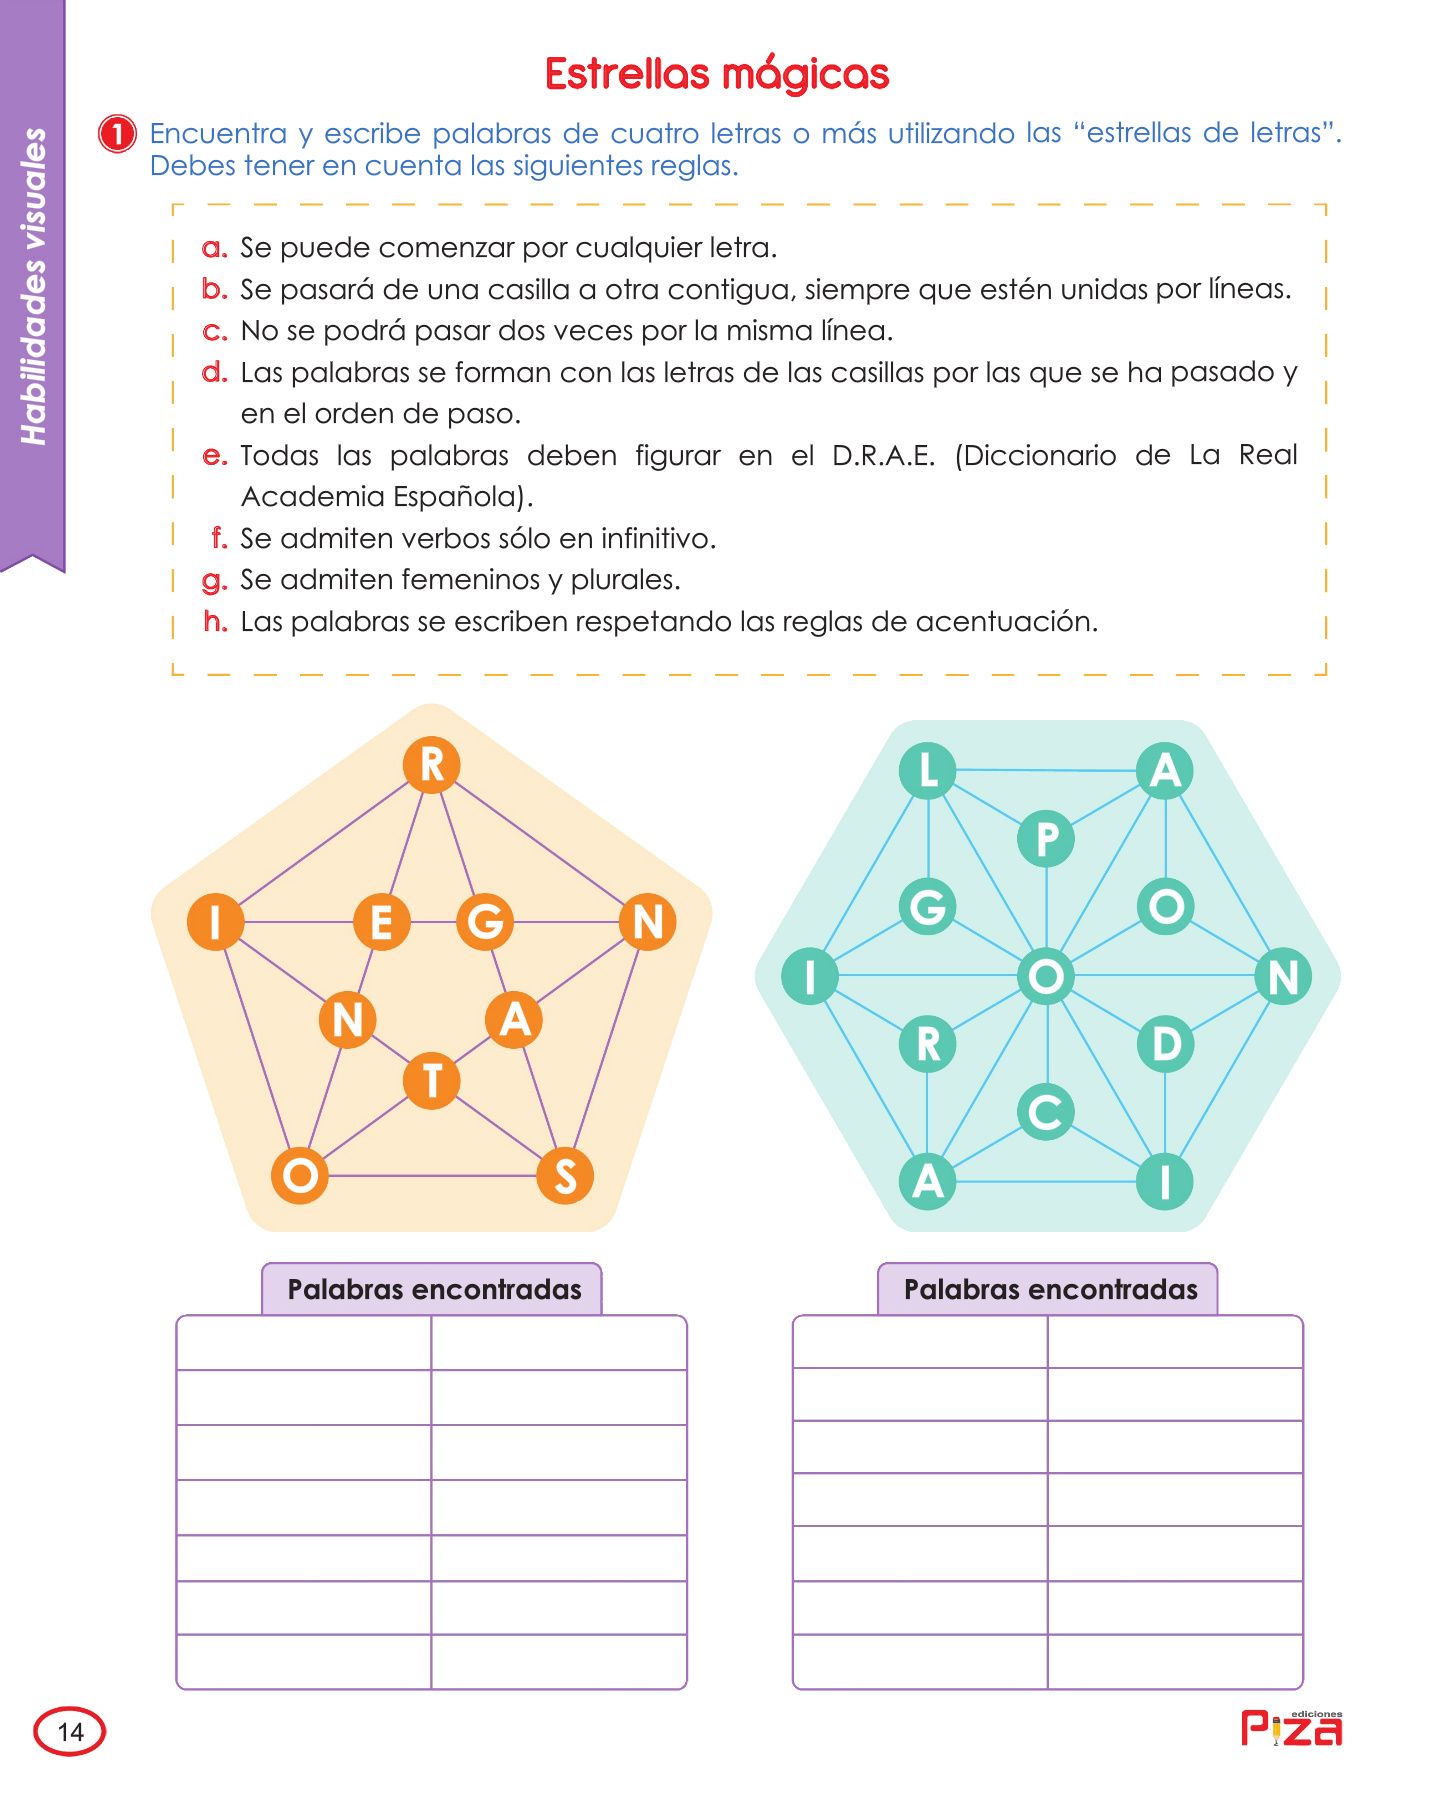 Habilidades visuales
Estrellas mágicas
1 Encuentra y escribe palabras de cuatro letras o más utilizando las “estrellas de letras”.
Debes tener en cuenta las siguientes reglas.
a. Se puede comenzar por cualquier letra.
b. Se pasará de una casilla a otra contigua, siempre que estén unidas por líneas.
c. No se podrá pasar dos veces por la misma línea.
d. Las palabras se forman con las letras de las casillas por las que se ha pasado y
en el orden de paso.
e. Todas las palabras deben figurar en el D.R.A.E. (Diccionario de La Real
Academia Española).
f. Se admiten verbos sólo en infinitivo.
g. Se admiten femeninos y plurales.
h. Las palabras se escriben respetando las reglas de acentuación.
R
I E G N
N A
T
O S
L A
P
G O
I O N
R D
C
A I
Palabras encontradas
Palabras encontradas
14
ediciones
Piza